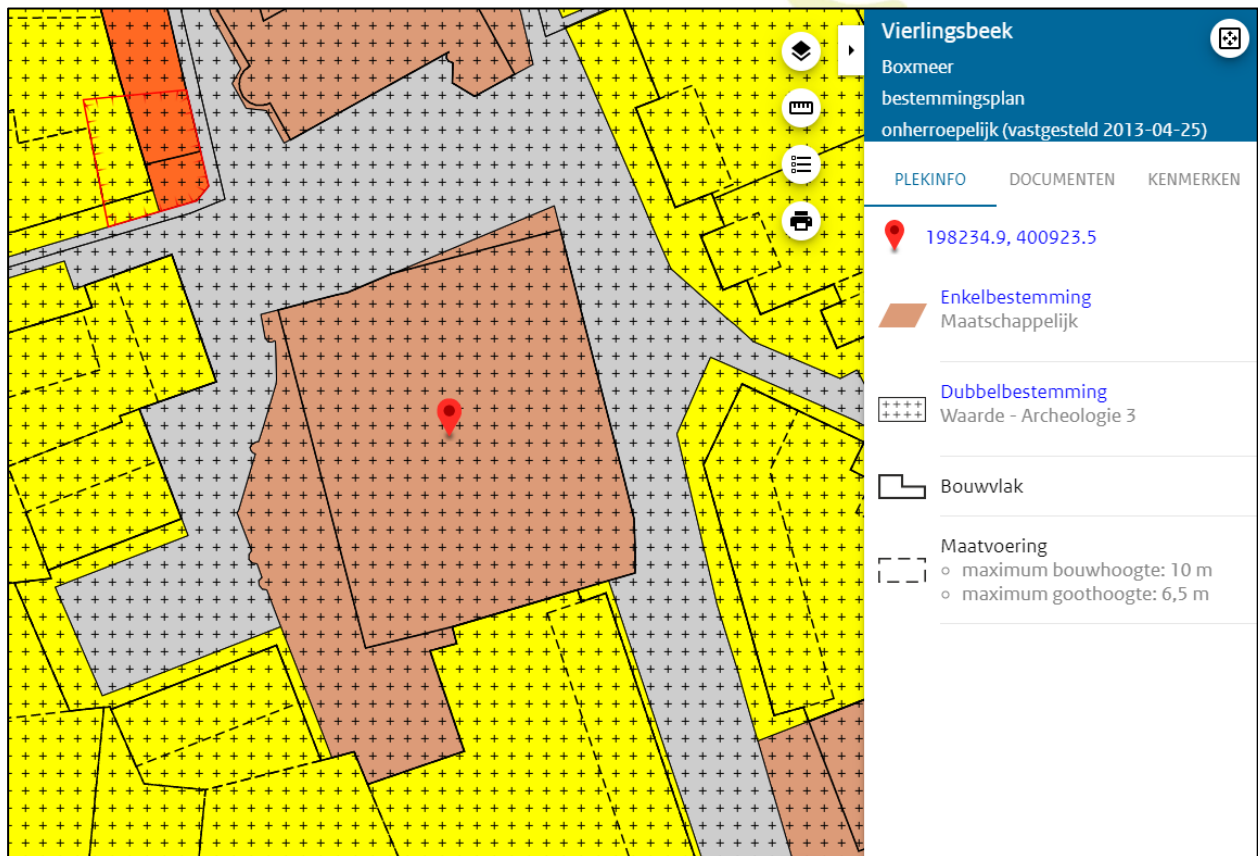 Vierlingsbeek
Boxmeer
bestemmingsplan
onherroepelijk (vastgesteld 2013-04-25)
PLEKINFO DOCUMENTEN KENMERKEN
198234.9, 400923.5
Enkelbestemming
Maatschappelijk
Dubbelbestemming
Waarde - Archeologie 3
Bouwvlak
Maatvoering
maximum bouwhoogte: 10 m
maximum goothoogte: 6,5 m